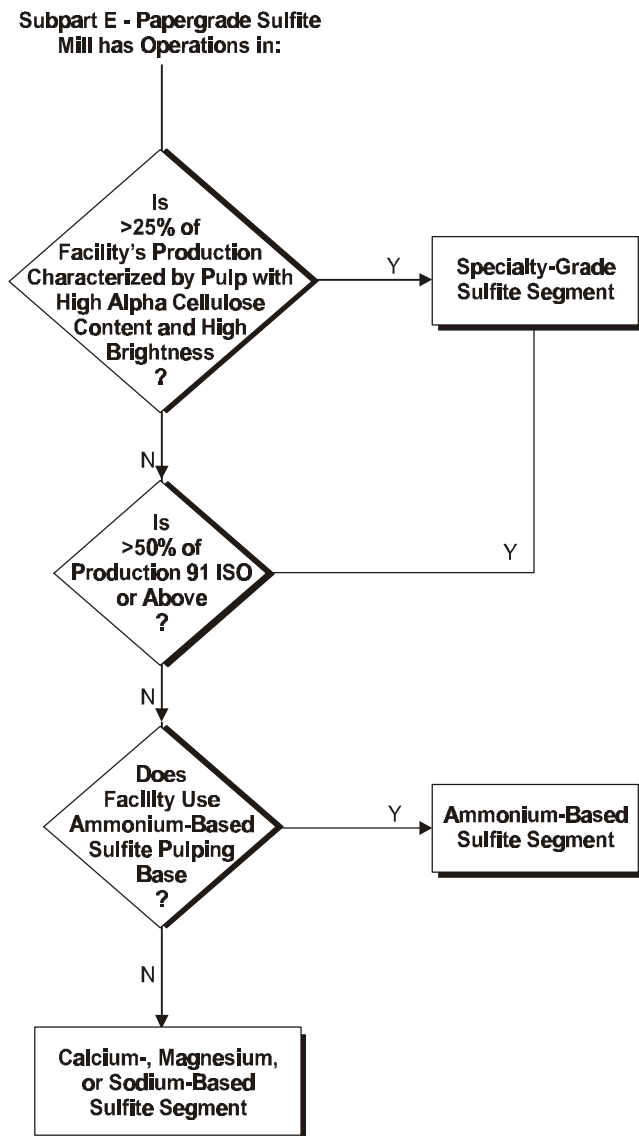 Subpart E - Papergrade Sulfite
Mill has Operations in:
Is
>25% of
Facility's Production
Characterized by Pulp with
High Alpha Cellulose
Content and High
Brightness
?
Y
Specialty-Grade
Sulfite Segment
N
Is
>50% of
Production 91 ISO
or Above
?
Y
N
Does
Facility Use
Ammonium-Based
Sulfite Pulping
Base
?
Y
Ammonium-Based
Sulfite Segment
N
Calcium-, Magnesium,
or Sodium-Based
Sulfite Segment